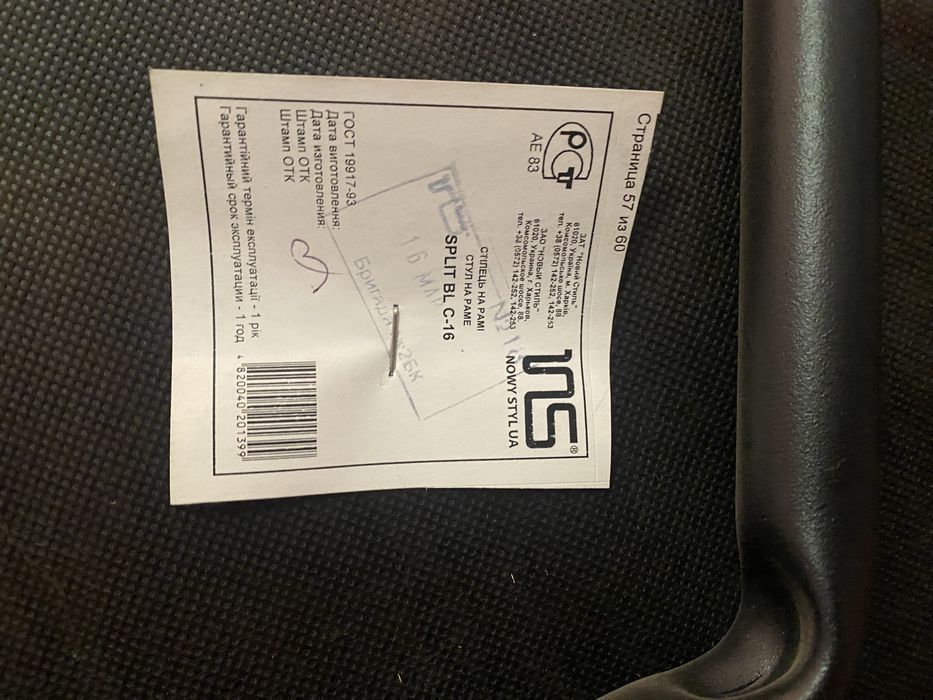 Страница 57 из 60
РСТ
АЕ 83
ЗАТ "Новий Стиль"
61020, Україна, м. Харків,
Комсомольське шосе, 88
тел. +38 (0572) 142-252, 142-253
ЗАО "НОВЫЙ СТИЛЬ"
61020, Украина, г. Харьков,
Комсомольское шоссе, 88.
тел. +38 (0572) 142-252, 142-253
ns®
NOWY STYL UA
СТІЛЕЦЬ НА РАМІ
СТУЛ НА РАМЕ
SPLIT BL C-16
ГОСТ 19917-93
Дата виготовлення:
Дата изготовления:
Штамп ОТК
Штамп ОТК
16
Гарантійний термін експлуатації - 1 рік
Гарантийный срок эксплуатации - 1 год
4 820040 201399